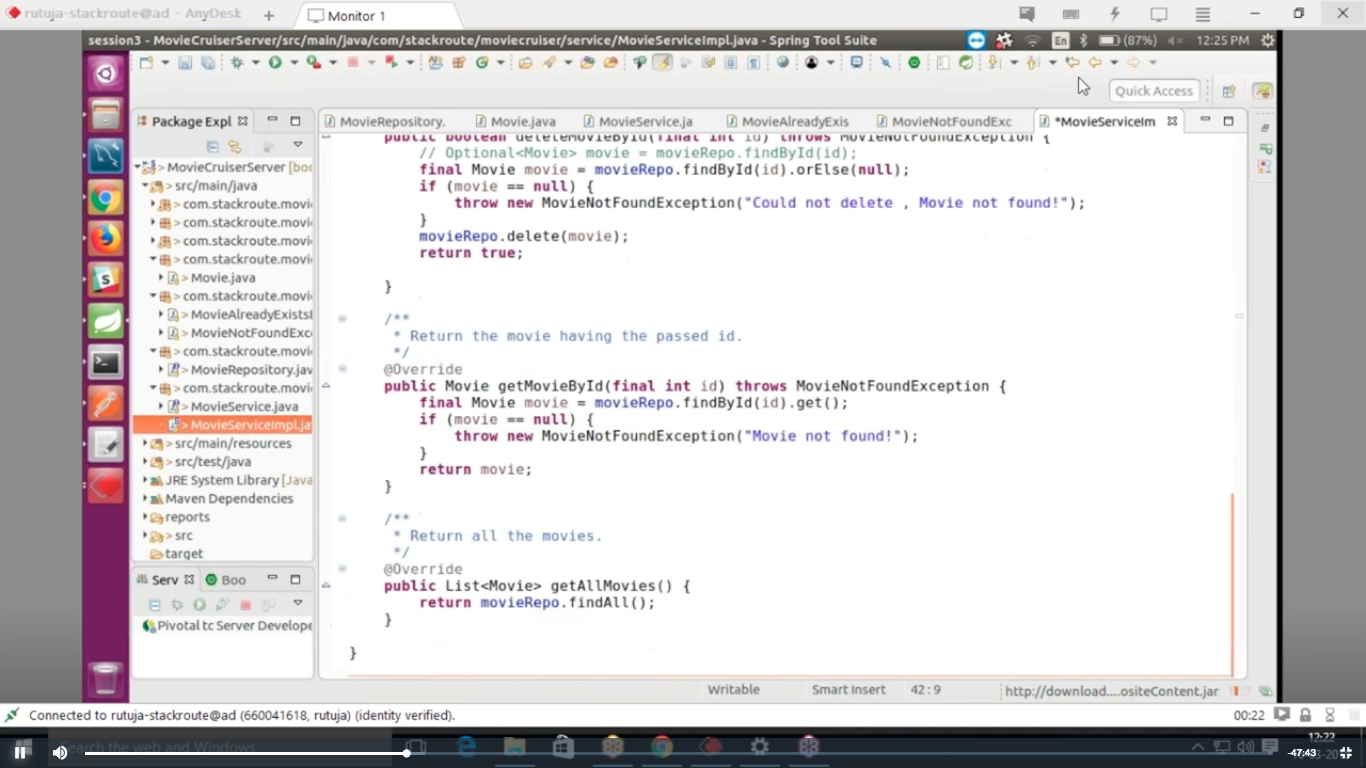 rutuja-stackroute@ad - AnyDesk
Monitor 1
session3 - MovieCruiserServer/src/main/java/com/stackroute/moviecruiser/service/MovieServiceImpl.java - Spring Tool Suite
En (87%) 12:25 PM
Quick Access
Package Expl
MovieRepository. Movie.java MovieService.ja MovieAlreadyExis MovieNotFoundExc *MovieServiceIm
MovieCruiserServer [boo
src/main/java
com.stackroute.movi
com.stackroute.movi
com.stackroute.movi
com.stackroute.movi
> Movie.java
com.stackroute.movi
> MovieAlreadyExistsI
> MovieNotFoundExc
com.stackroute.movi
> MovieRepository.jav
com.stackroute.movi
> MovieService.java
> MovieServiceImpl.ja
> src/main/resources
> src/test/java
JRE System Library [Java
Maven Dependencies
reports
> src
target
public boolean deleteMovieById(final int id) throws MovieNotFoundException {
// Optional<Movie> movie = movieRepo.findById(id);
final Movie movie = movieRepo.findById(id).orElse(null);
if (movie == null) {
throw new MovieNotFoundException("Could not delete , Movie not found!");
}
movieRepo.delete(movie);
return true;
}
/**
* Return the movie having the passed id.
*/
@Override
public Movie getMovieById(final int id) throws MovieNotFoundException {
final Movie movie = movieRepo.findById(id).get();
if (movie == null) {
throw new MovieNotFoundException("Movie not found!");
}
return movie;
}
/**
* Return all the movies.
*/
@Override
public List<Movie> getAllMovies() {
return movieRepo.findAll();
}
}
Serv Boo
Pivotal tc Server Develope
Writable Smart Insert 42:9 http://download....ositeContent.jar
Connected to rutuja-stackroute@ad (660041618, rutuja) (identity verified). 00:22
Search the web and Windows
12:22
-47:43